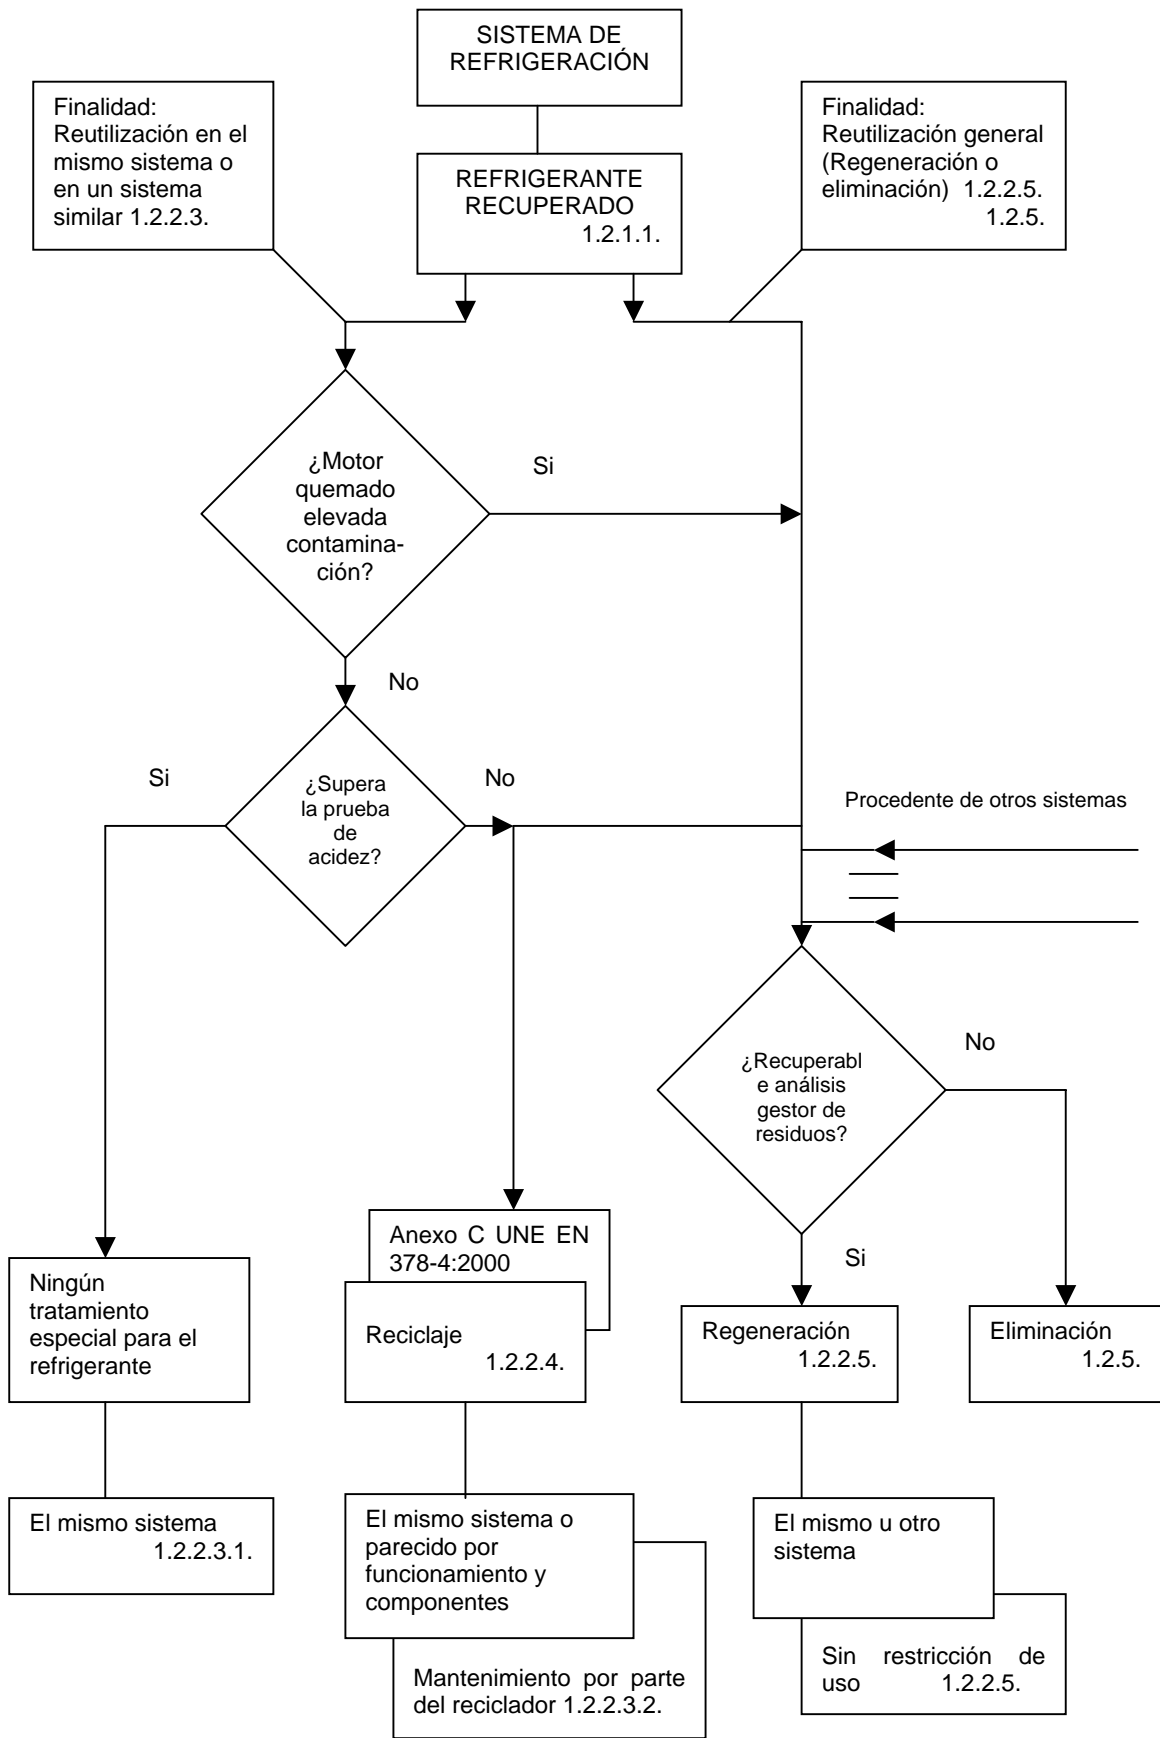 SISTEMA DE
REFRIGERACIÓN
Finalidad:
Reutilización en el
mismo sistema o
en un sistema
similar 1.2.2.3.
REFRIGERANTE
RECUPERADO
1.2.1.1.
Finalidad:
Reutilización general
(Regeneración o
eliminación) 1.2.2.5.
1.2.5.
¿Motor
quemado
elevada
contamina-
ción?
Si
No
¿Supera
la prueba
de
acidez?
Si
No
Procedente de otros sistemas
¿Recuperabl
e análisis
gestor de
residuos?
No
Si
Ningún
tratamiento
especial para el
refrigerante
Anexo C UNE EN
378-4:2000
Reciclaje
1.2.2.4.
Regeneración
1.2.2.5.
Eliminación
1.2.5.
El mismo sistema
1.2.2.3.1.
El mismo sistema o
parecido por
funcionamiento y
componentes
Mantenimiento por parte
del reciclador 1.2.2.3.2.
El mismo u otro
sistema
Sin restricción de
uso 1.2.2.5.